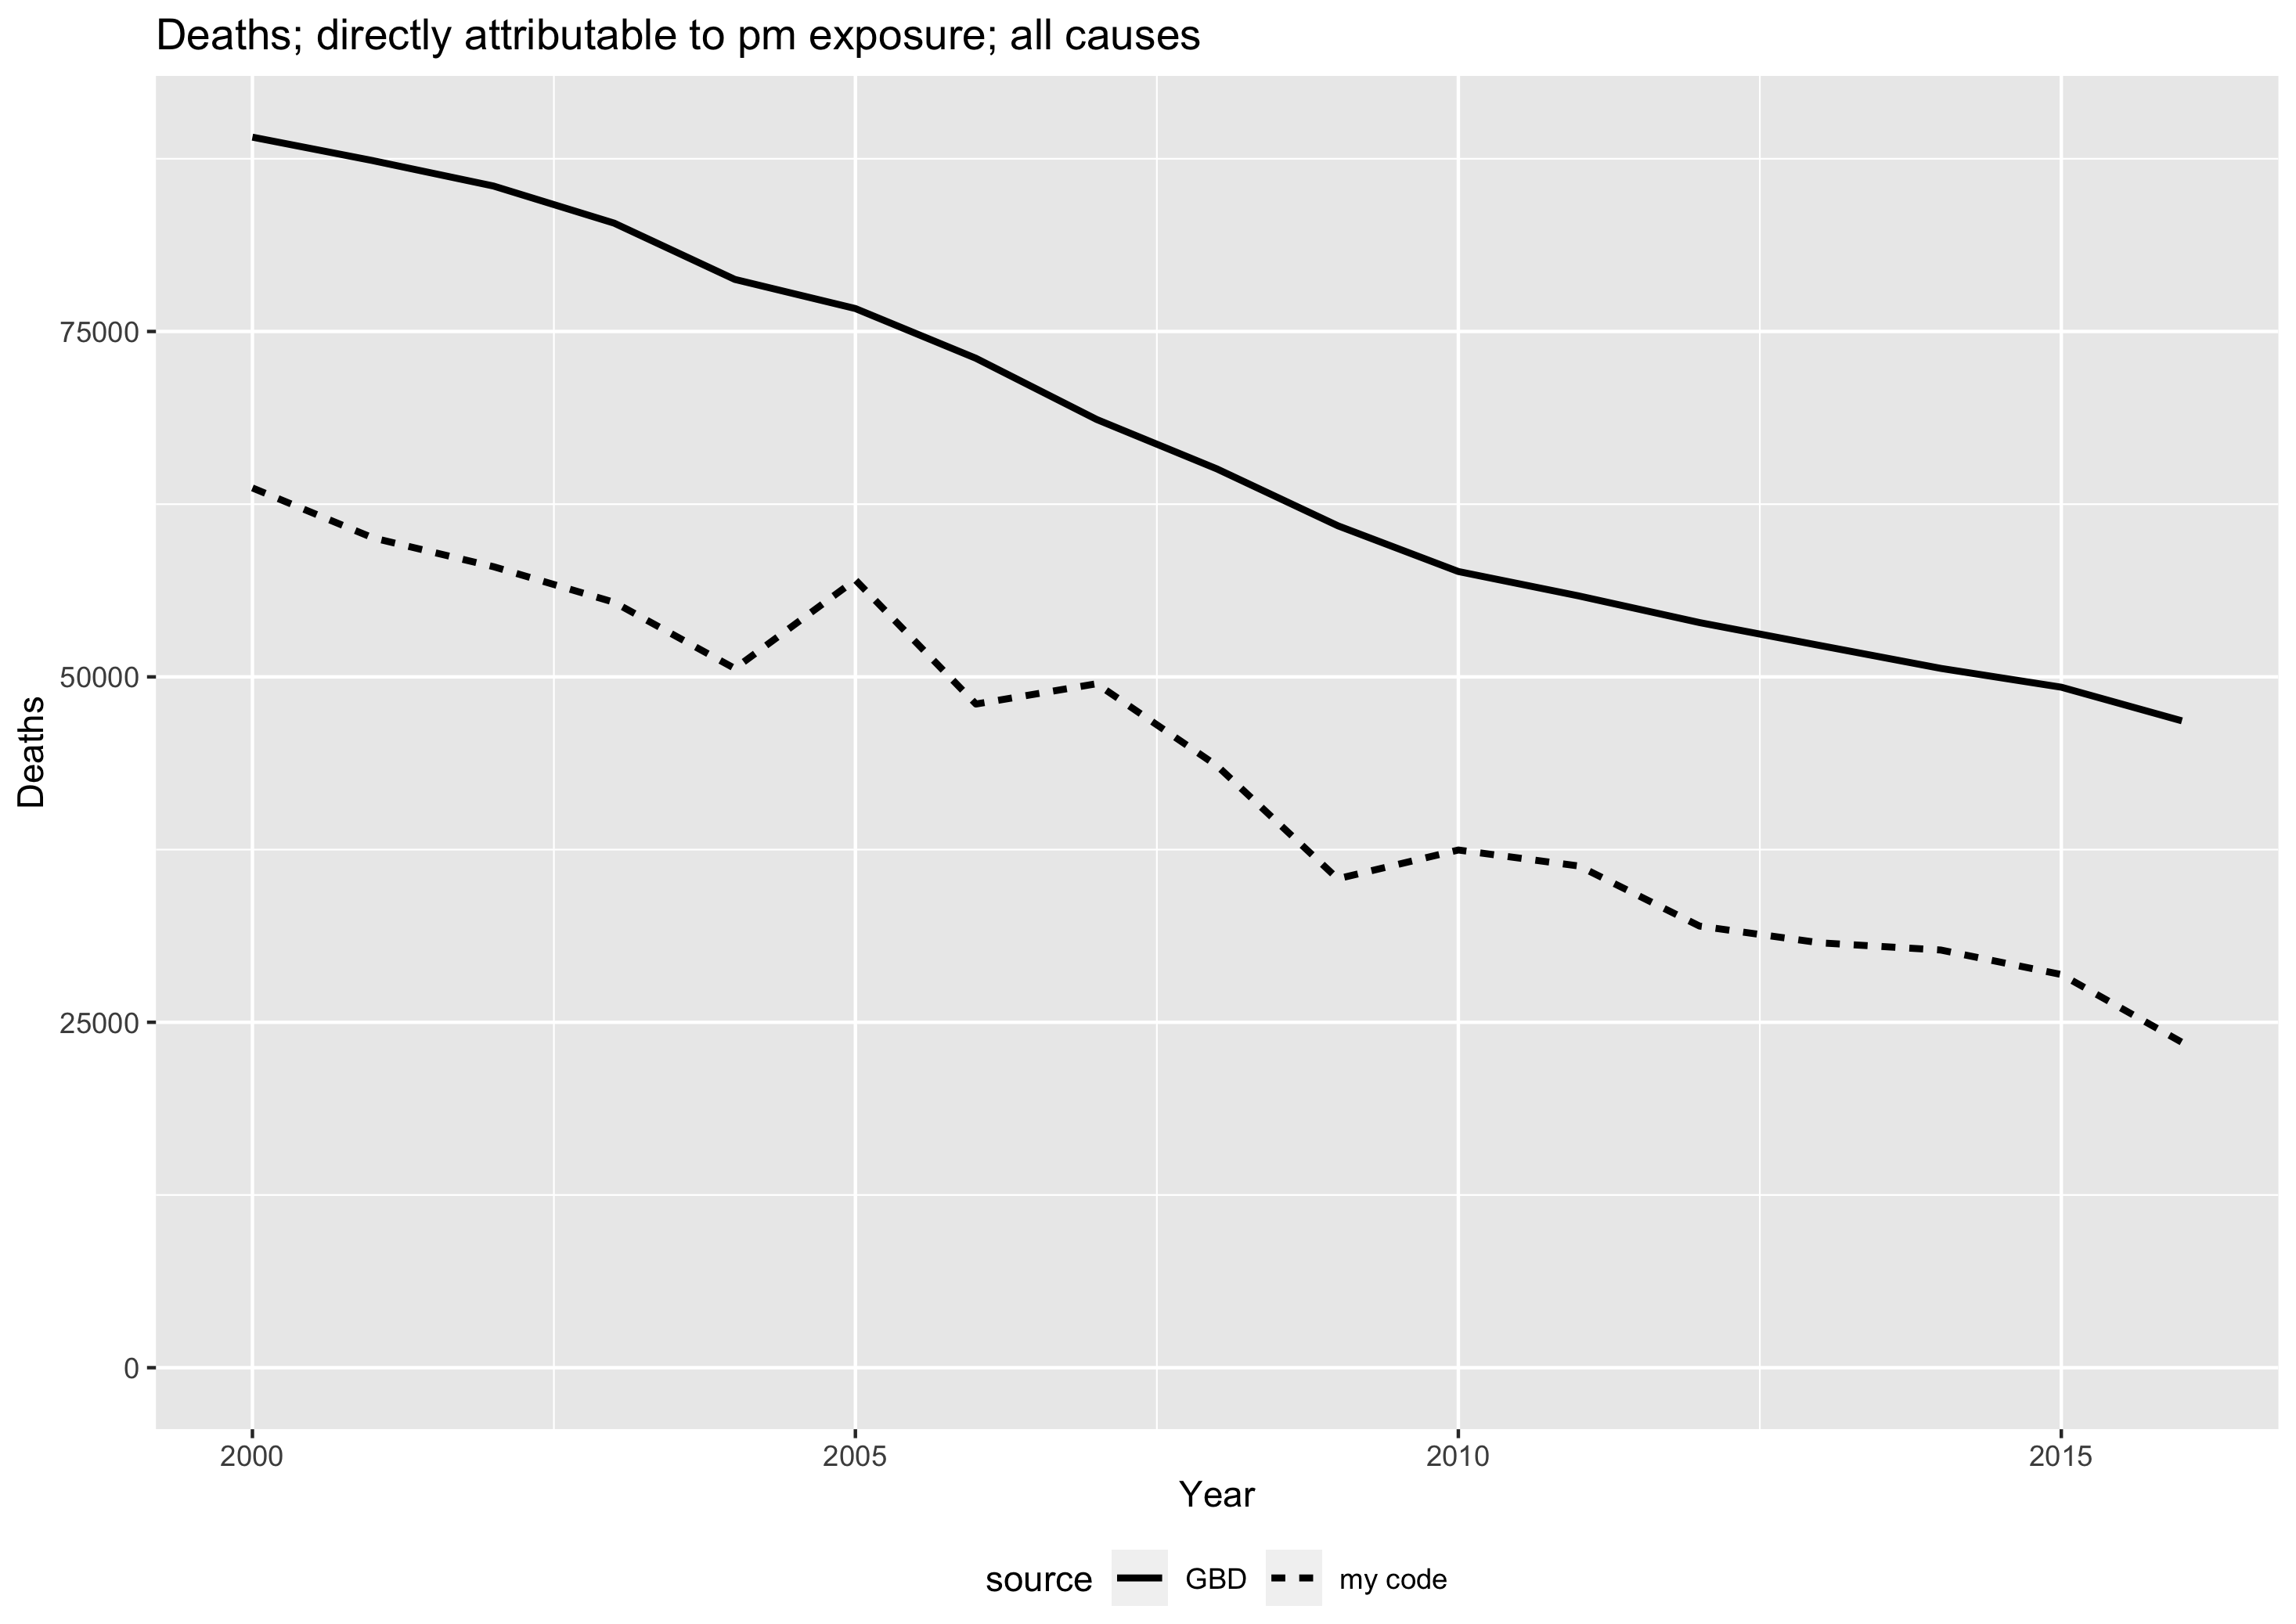 Deaths; directly attributable to pm exposure; all causes
Deaths
75000
50000
25000
0
2000 2005 2010 2015
Year
source GBD my code